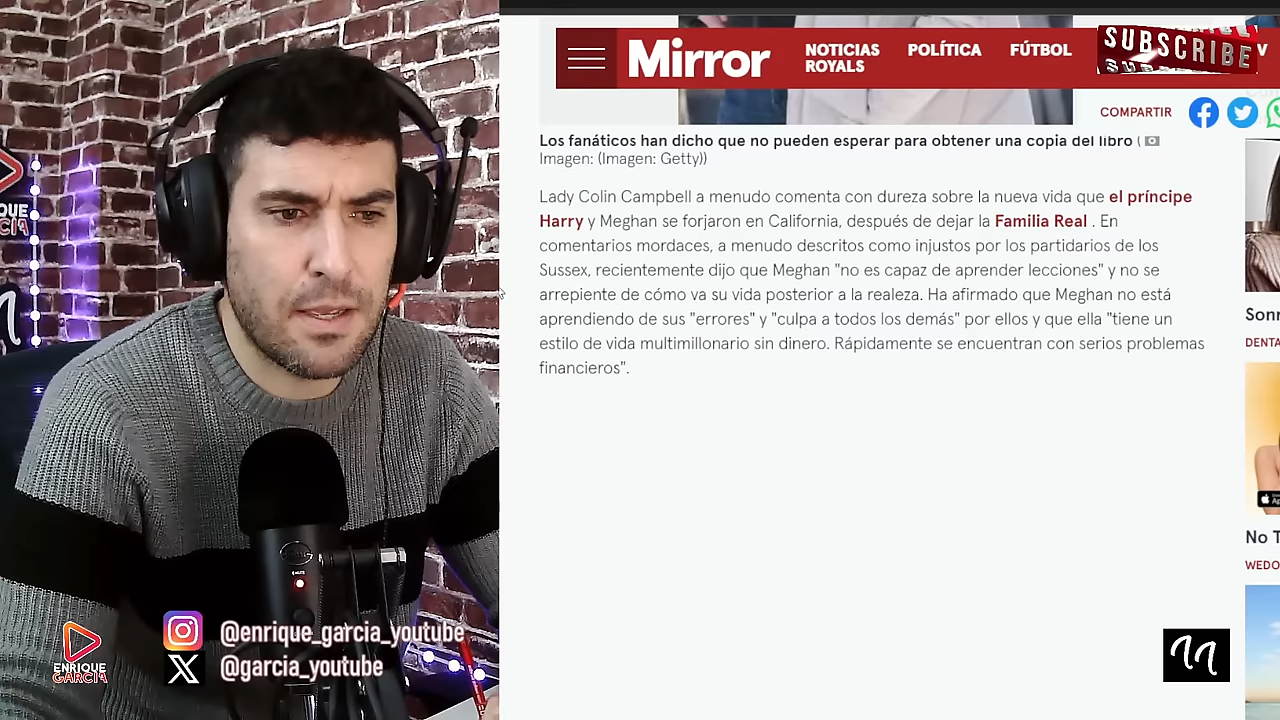 Mirror
NOTICIAS
ROYALS
POLÍTICA
FÚTBOL
SUBSCRIBE
V
COMPARTIR
Los fanáticos han dicho que no pueden esperar para obtener una copia del libro (
Imagen: (Imagen: Getty))
Lady Colin Campbell a menudo comenta con dureza sobre la nueva vida que el príncipe
Harry y Meghan se forjaron en California, después de dejar la Familia Real . En
comentarios mordaces, a menudo descritos como injustos por los partidarios de los
Sussex, recientemente dijo que Meghan "no es capaz de aprender lecciones" y no se
arrepiente de cómo va su vida posterior a la realeza. Ha afirmado que Meghan no está
aprendiendo de sus "errores" y "culpa a todos los demás" por ellos y que ella "tiene un
estilo de vida multimillonario sin dinero. Rápidamente se encuentran con serios problemas
financieros".
Sonr
DENTA
No T
WEDO
@enrique_garcia_youtube
@garcia_youtube
ENRIQUE
GARCIA